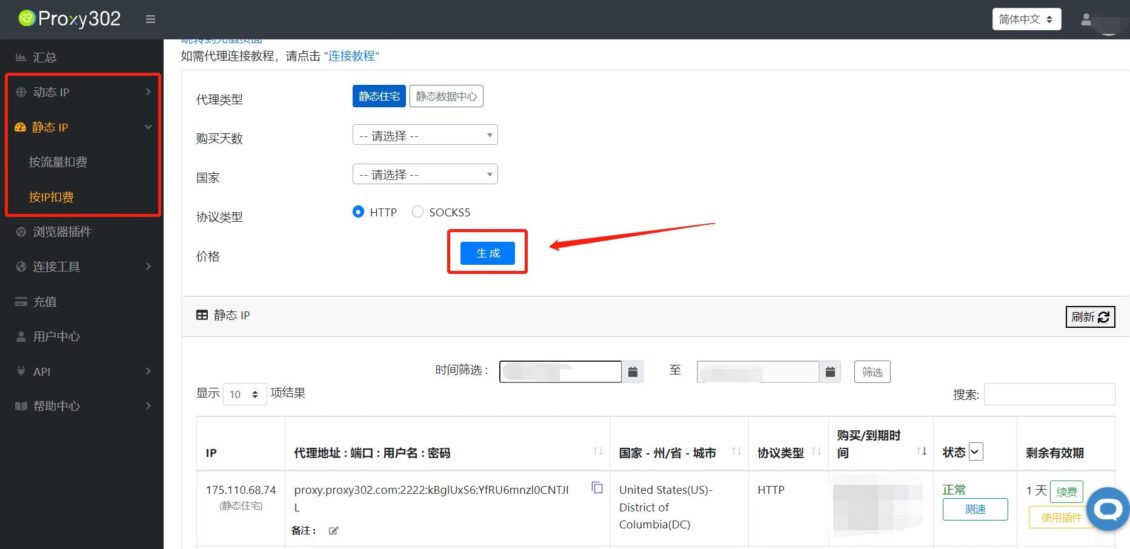 Proxy302
简体中文
汇总
动态 IP
静态 IP
按流量扣费
按IP扣费
浏览器插件
连接工具
充值
用户中心
API
帮助中心
跳转到充值页面
如需代理连接教程，请点击 "连接教程"
代理类型 静态住宅 静态数据中心
购买天数 -- 请选择 --
国家 -- 请选择 --
协议类型 HTTP SOCKS5
价格 生 成
静态 IP 刷新
时间筛选 : 至 筛选
显示 10 项结果 搜索:
IP 代理地址 : 端口 : 用户名 : 密码 国家 - 州/省 - 城市 协议类型 购买/到期时
间 状态 剩余有效期
175.110.68.74 proxy.proxy302.com:2222:kBglUxS6:YfRU6mnzl0CNTJI United States(US)- HTTP 正常 1 天 续费
(静态住宅) L District of 测速 使用插件
备注： Columbia(DC)